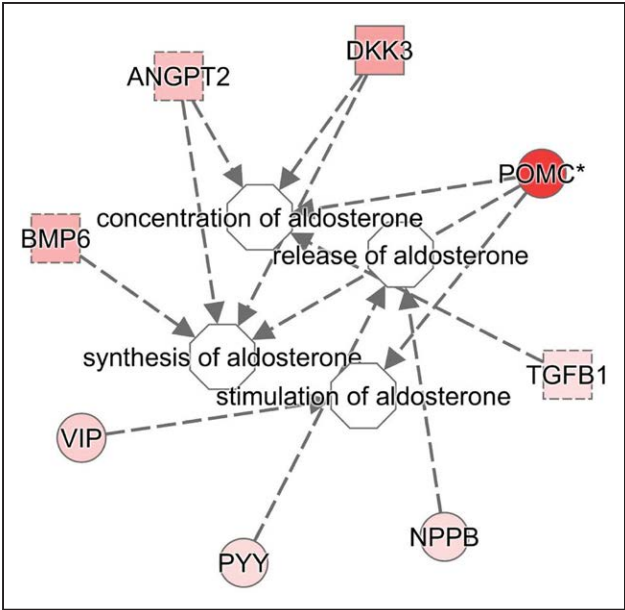 DKK3
ANGPT2
POMC*
concentration of aldosterone
BMP6
release of aldosterone
synthesis of aldosterone
TGFB1
stimulation of aldosterone
VIP
NPPB
PYY